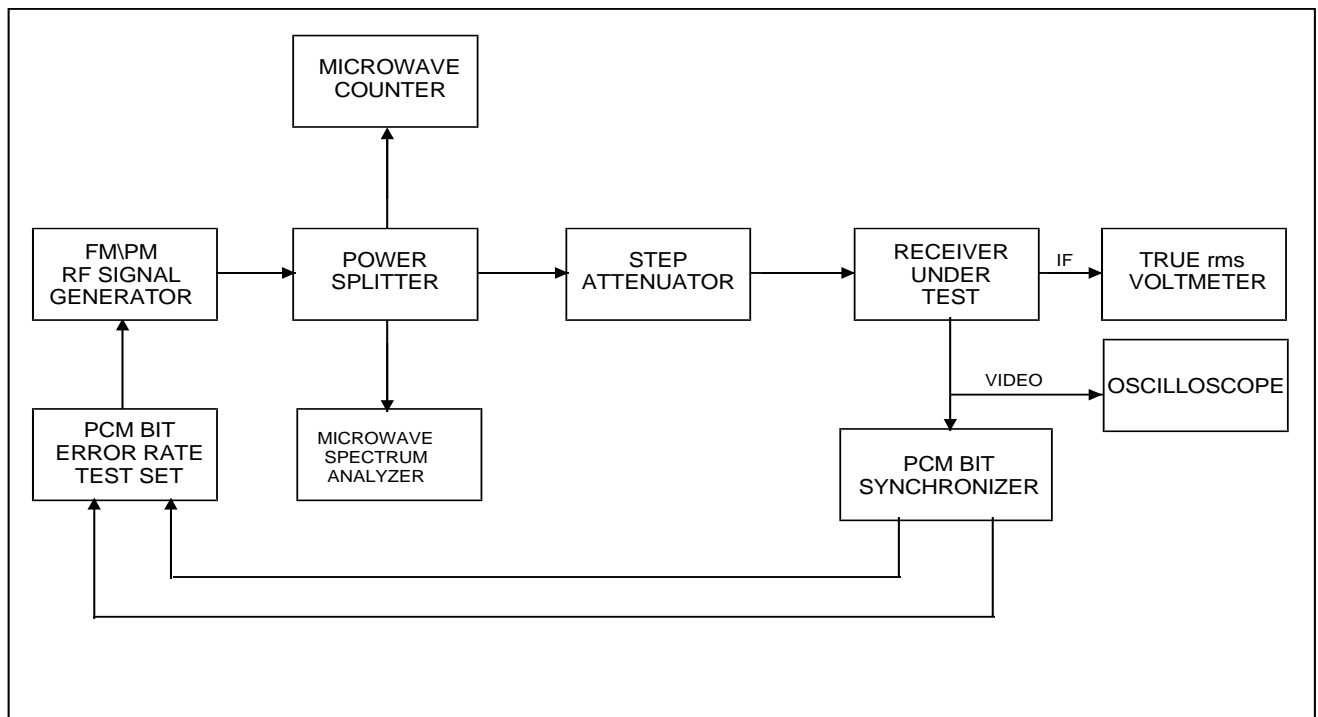 MICROWAVE
COUNTER
FM\PM
RF SIGNAL
GENERATOR
POWER
SPLITTER
STEP
ATTENUATOR
RECEIVER
UNDER
TEST
IF
TRUE rms
VOLTMETER
VIDEO
OSCILLOSCOPE
PCM BIT
ERROR RATE
TEST SET
MICROWAVE
SPECTRUM
ANALYZER
PCM BIT
SYNCHRONIZER